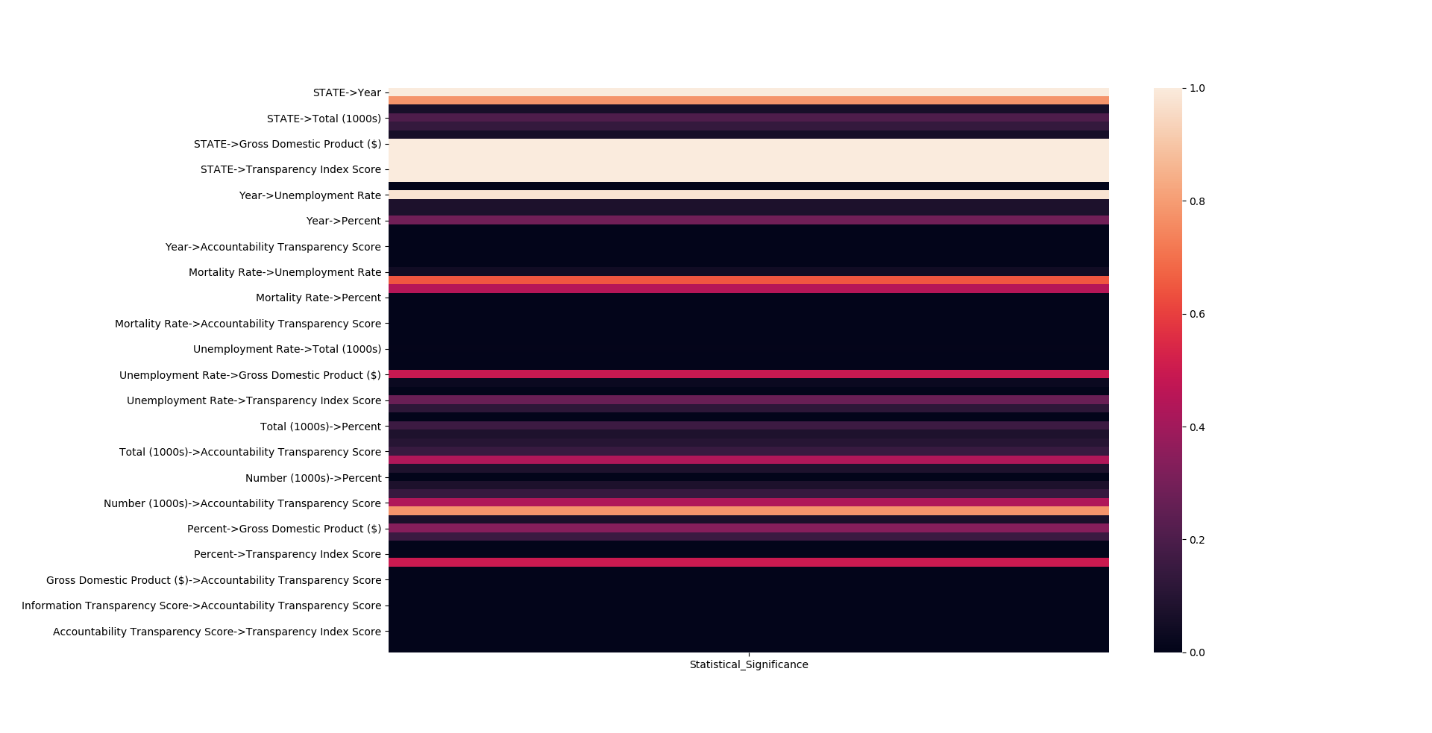 STATE->Year
STATE->Total (1000s)
STATE->Gross Domestic Product ($)
STATE->Transparency Index Score
Year->Unemployment Rate
Year->Percent
Year->Accountability Transparency Score
Mortality Rate->Unemployment Rate
Mortality Rate->Percent
Mortality Rate->Accountability Transparency Score
Unemployment Rate->Total (1000s)
Unemployment Rate->Gross Domestic Product ($)
Unemployment Rate->Transparency Index Score
Total (1000s)->Percent
Total (1000s)->Accountability Transparency Score
Number (1000s)->Percent
Number (1000s)->Accountability Transparency Score
Percent->Gross Domestic Product ($)
Percent->Transparency Index Score
Gross Domestic Product ($)->Accountability Transparency Score
Information Transparency Score->Accountability Transparency Score
Accountability Transparency Score->Transparency Index Score
Statistical_Significance
1.0
0.8
0.6
0.4
0.2
0.0